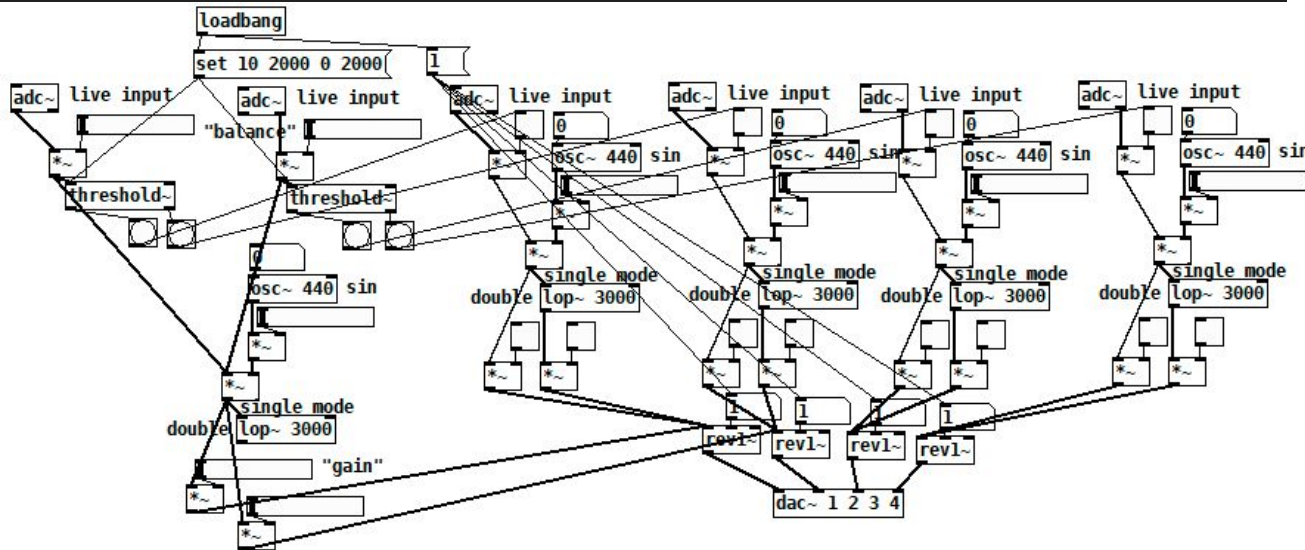 loadbang
set 10 2000 0 2000
1
adc~ live input adc~ live input adc~ live input adc~ live input adc~ live input adc~ live input
"balance"
0 0 0 0
osc~ 440 sin osc~ 440 sin osc~ 440 sin osc~ 440 sin
*~ *~ *~ *~ *~ *~
threshold~ threshold~
*~ *~ *~ *~
0
*~ *~ *~ *~
osc~ 440 sin
single mode single mode single mode single mode
double lop~ 3000 double lop~ 3000 double lop~ 3000 double lop~ 3000
*~
*~ *~ *~ *~ *~ *~ *~ *~
*~
single mode
1 1 1 1
double lop~ 3000
rev1~ rev1~ rev1~ rev1~
"gain"
*~
dac~ 1 2 3 4
*~